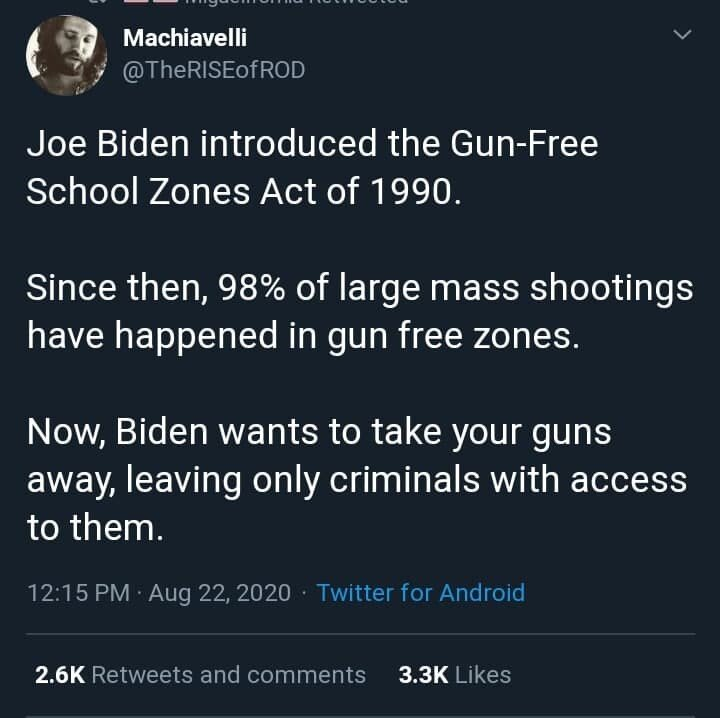 Machiavelli
@TheRISEofROD
Joe Biden introduced the Gun-Free
School Zones Act of 1990.
Since then, 98% of large mass shootings
have happened in gun free zones.
Now, Biden wants to take your guns
away, leaving only criminals with access
to them.
12:15 PM · Aug 22, 2020 · Twitter for Android
2.6K Retweets and comments 3.3K Likes